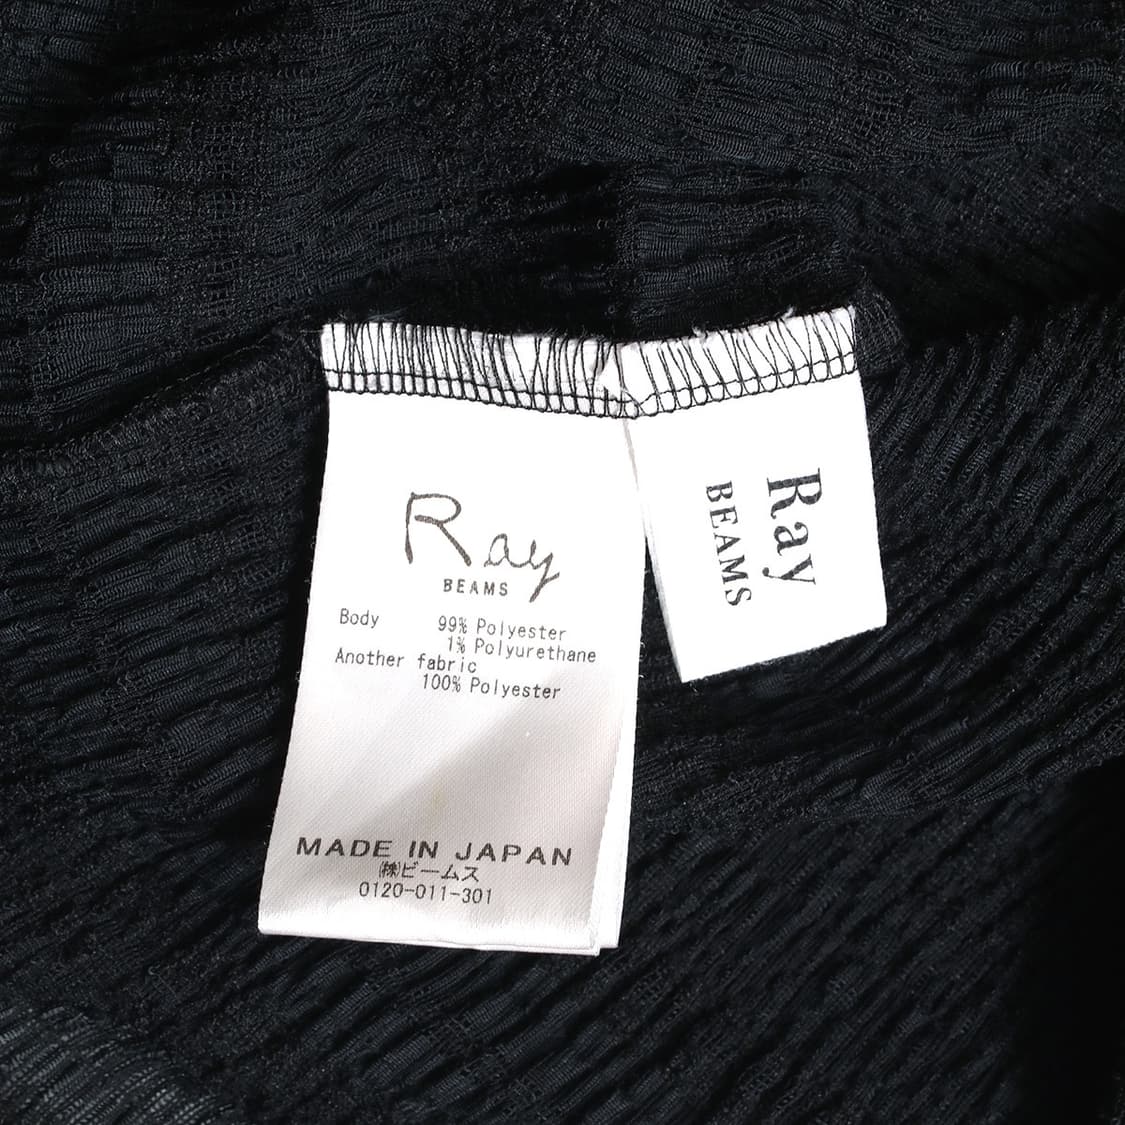 Ray
BEAMS
Body 99% Polyester
1% Polyurethane
Another fabric
100% Polyester
MADE IN JAPAN
㈱ビームス
0120-011-301
Ray
BEAMS